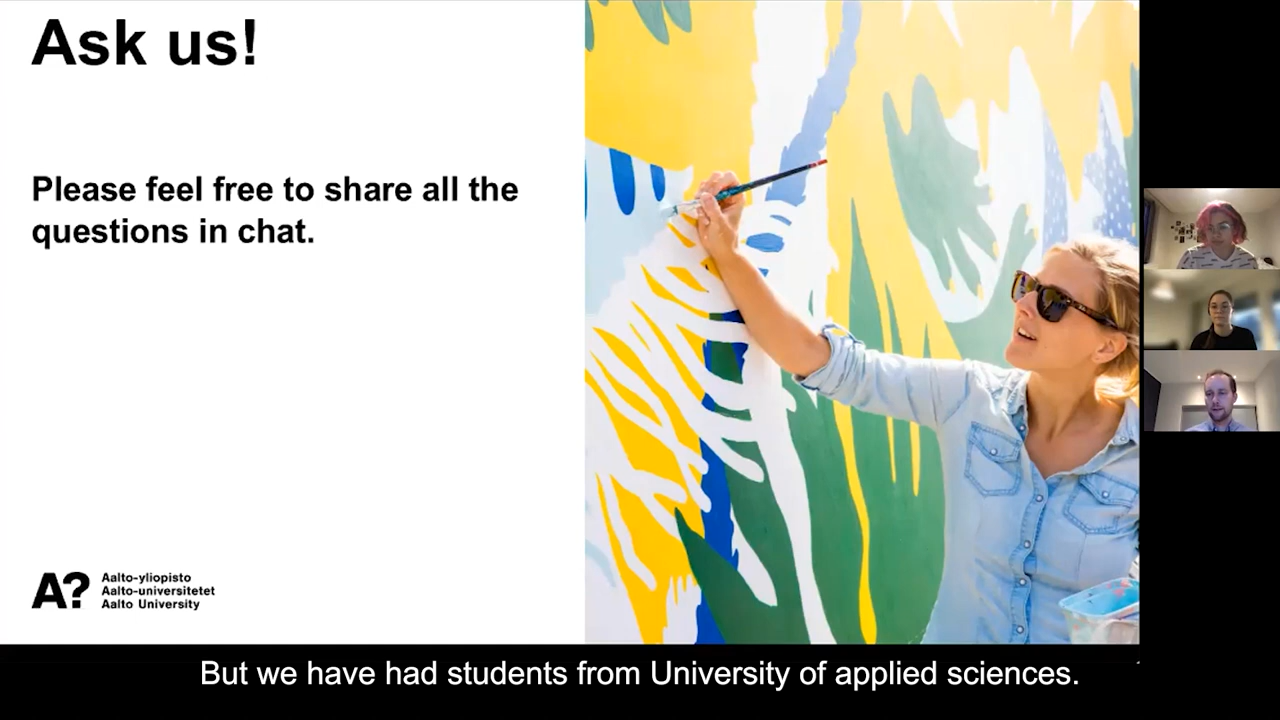 Ask us!
Please feel free to share all the
questions in chat.
A?
Aalto-yliopisto
Aalto-universitetet
Aalto University
But we have had students from University of applied sciences.